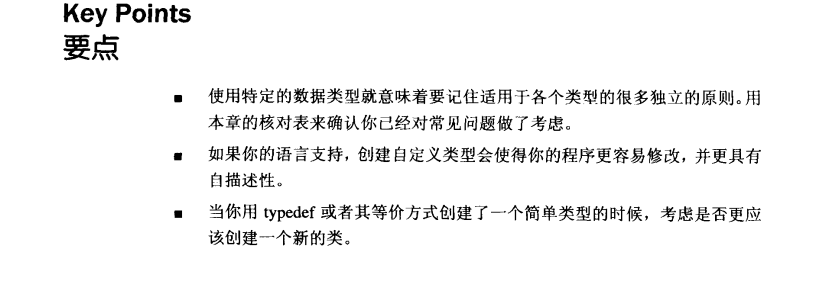 Key Points
要点
■ 使用特定的数据类型就意味着要记住适用于各个类型的很多独立的原则。用
本章的核对表来确认你已经对常见问题做了考虑。
■ 如果你的语言支持，创建自定义类型会使得你的程序更容易修改，并更具有
自描述性。
■ 当你用 typedef 或者其等价方式创建了一个简单类型的时候，考虑是否更应
该创建一个新的类。